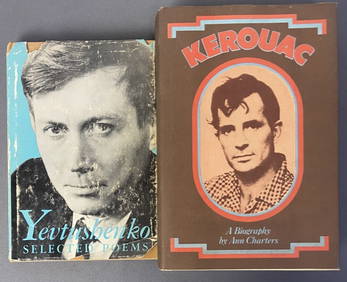 Yevtushenko
SELECTED POEMS
KEROUAC
A Biography
by Ann Charters